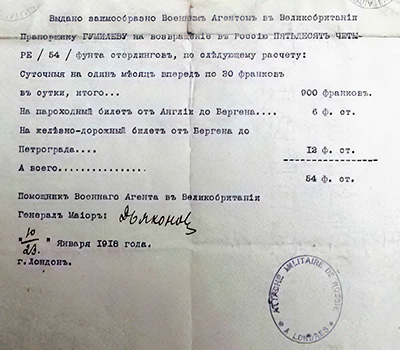 Выдано заимообразно Военнымъ Агентомъ въ Великобританіи
Прапорщику ГУМИЛЕВУ на возвращеніе въ Россію ПЯТЬДЕСЯТЪ ЧЕТЫ-
РЕ / 54 / фунта стерлинговъ, по слѣдующему расчету:
Суточныя на одинъ мѣсяцъ впередъ по 30 франковъ
въ сутки, итого... 900 франковъ.
На пароходный билетъ отъ Англіи до Бергена.... 6 ф. ст.
На желѣзно-дорожный билетъ отъ Бергена до
Петрограда.... 12 ф. ст.
А всего............... 54 ф. ст.
Помощникъ Военнаго Агента въ Великобританіи
Генералъ Маіоръ: Дьяконов
"10/23" Января 1918 года.
г. Лондонъ.
ATTACHÉ MILITAIRE DE RUSSIE
A LONDRES